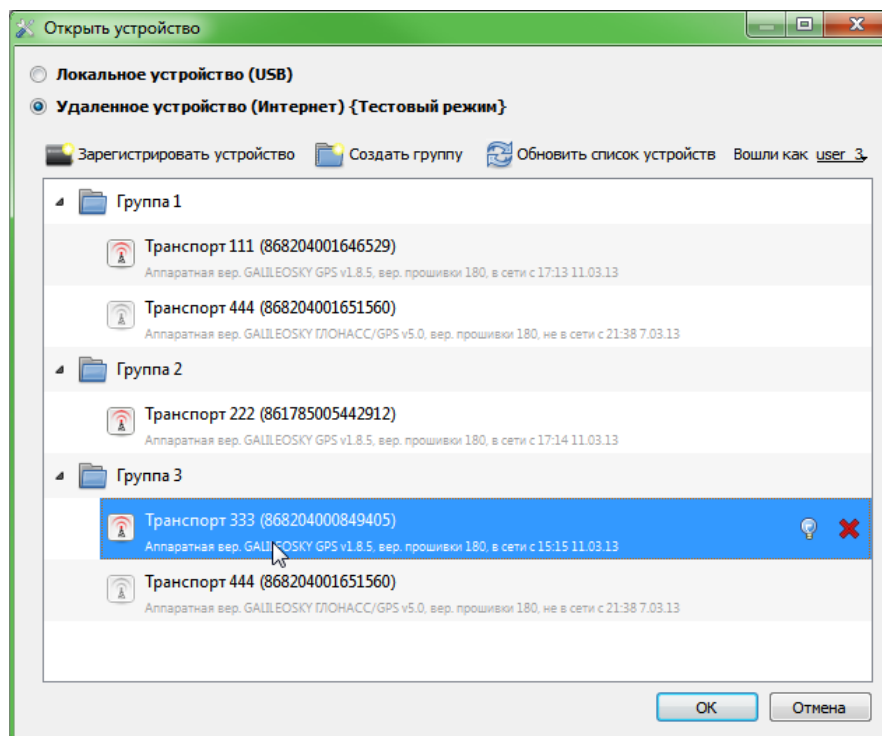 Открыть устройство
Локальное устройство (USB)
Удаленное устройство (Интернет) {Тестовый режим}
Зарегистрировать устройство Создать группу Обновить список устройств Вошли как user_3
Группа 1
Транспорт 111 (868204001646529)
Аппаратная вер. GALILEOSKY GPS v1.8.5, вер. прошивки 180, в сети с 17:13 11.03.13
Транспорт 444 (868204001651560)
Аппаратная вер. GALILEOSKY ГЛОНАСС/GPS v5.0, вер. прошивки 180, не в сети с 21:38 7.03.13
Группа 2
Транспорт 222 (861785005442912)
Аппаратная вер. GALILEOSKY GPS v1.8.5, вер. прошивки 180, в сети с 17:14 11.03.13
Группа 3
Транспорт 333 (868204000849405)
Аппаратная вер. GALILEOSKY GPS v1.8.5, вер. прошивки 180, в сети с 15:15 11.03.13
Транспорт 444 (868204001651560)
Аппаратная вер. GALILEOSKY ГЛОНАСС/GPS v5.0, вер. прошивки 180, не в сети с 21:38 7.03.13
OK Отмена